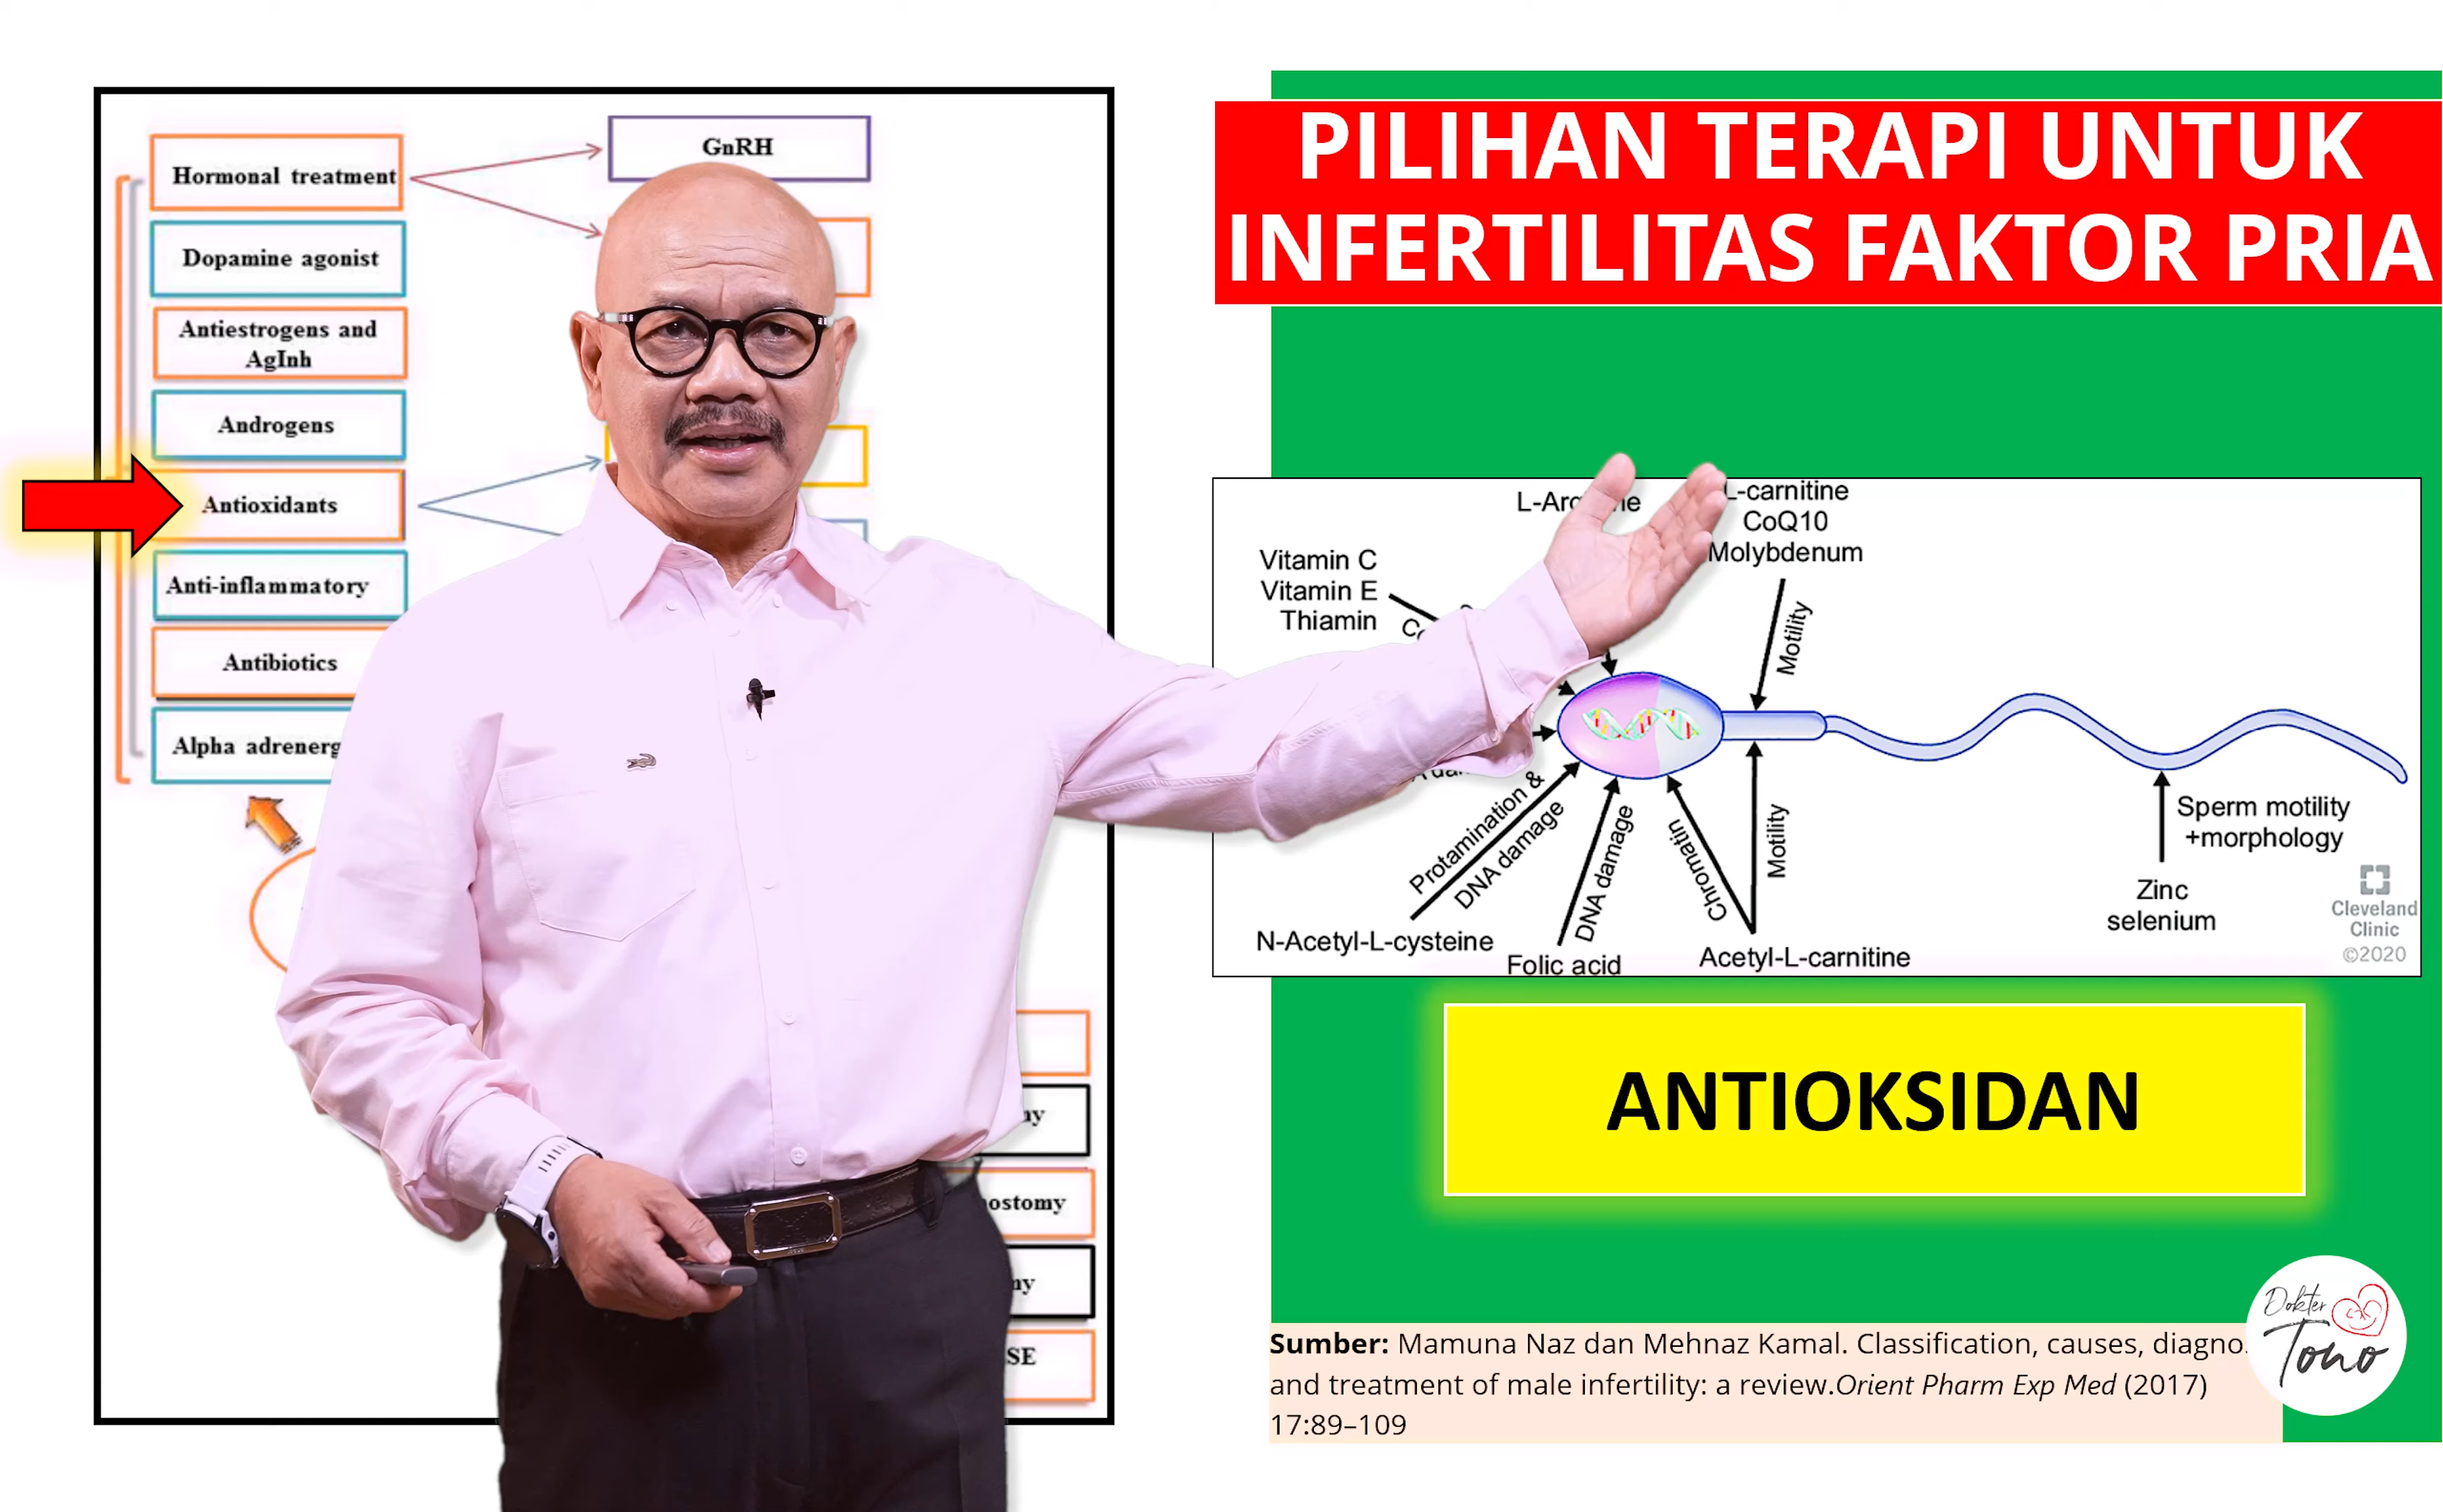 PILIHAN TERAPI UNTUK
INFERTILITAS FAKTOR PRIA
Hormonal treatment
GnRH
Dopamine agonist
Antiestrogens and
AgInh
Androgens
Antioxidants
Anti-inflammatory
Antibiotics
Alpha
SE
L-carnitine
CoQ10
Molybdenum
Vitamin C
Vitamin E
Thiamin
Motility
Protamination &
DNA damage
DNA damage
Chromatin
Motility
Sperm motility
+morphology
Zinc
selenium
N-Acetyl-L-cysteine
Folic acid
Acetyl-L-carnitine
Cleveland
Clinic
©2020
ANTIOKSIDAN
Sumber: Mamuna Naz dan Mehnaz Kamal. Classification, causes,
and treatment of male infertility: a review.Orient Pharm Exp Med (2017)
17:89–109
Dokter
Tono